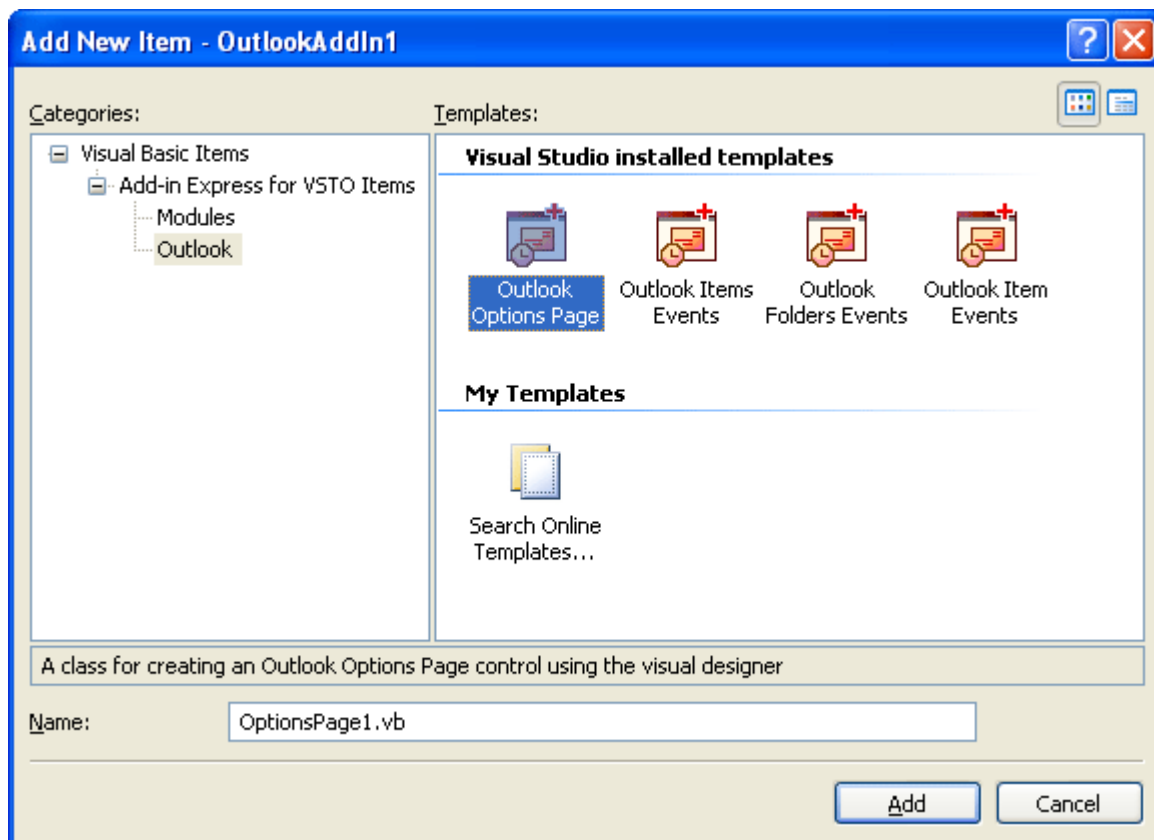 Add New Item - OutlookAddIn1
Categories:
Templates:
Visual Basic Items
Add-in Express for VSTO Items
Modules
Outlook
Visual Studio installed templates
Outlook
Options Page
Outlook Items
Events
Outlook
Folders Events
Outlook Item
Events
My Templates
Search Online
Templates...
A class for creating an Outlook Options Page control using the visual designer
Name:
OptionsPage1.vb
Add
Cancel